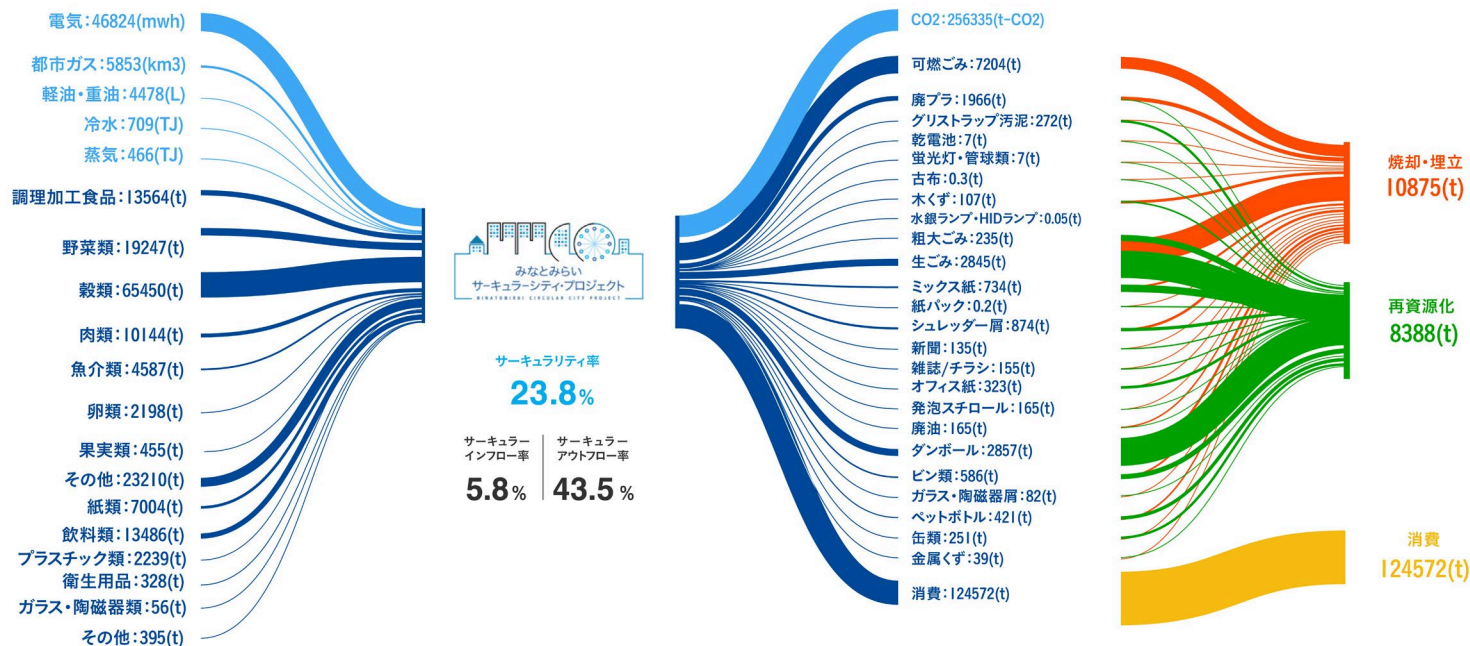 電気:46824(mwh)
都市ガス:5853(km3)
軽油・重油:4478(L)
冷水:709(TJ)
蒸気:466(TJ)
調理加工食品:13564(t)
野菜類:19247(t)
穀類:65450(t)
肉類:10144(t)
魚介類:4587(t)
卵類:2198(t)
果実類:455(t)
その他:23210(t)
紙類:7004(t)
飲料類:13486(t)
プラスチック類:2239(t)
衛生用品:328(t)
ガラス・陶磁器類:56(t)
その他:395(t)
みなとみらい
サーキュラーシティ・プロジェクト
MINATOMIRAI CIRCULAR CITY PROJECT
サーキュラリティ率
23.8%
サーキュラー
インフロー率
5.8%
サーキュラー
アウトフロー率
43.5%
CO2:256335(t-CO2)
可燃ごみ:7204(t)
廃プラ:1966(t)
グリストラップ汚泥:272(t)
乾電池:7(t)
蛍光灯・管球類:7(t)
古布:0.3(t)
木くず:107(t)
水銀ランプ・HIDランプ:0.05(t)
粗大ごみ:235(t)
生ごみ:2845(t)
ミックス紙:734(t)
紙パック:0.2(t)
シュレッダー屑:874(t)
新聞:135(t)
雑誌/チラシ:155(t)
オフィス紙:323(t)
発泡スチロール:165(t)
廃油:165(t)
ダンボール:2857(t)
ビン類:586(t)
ガラス・陶磁器屑:82(t)
ペットボトル:421(t)
缶類:251(t)
金属くず:39(t)
消費:124572(t)
焼却・埋立
10875(t)
再資源化
8388(t)
消費
124572(t)